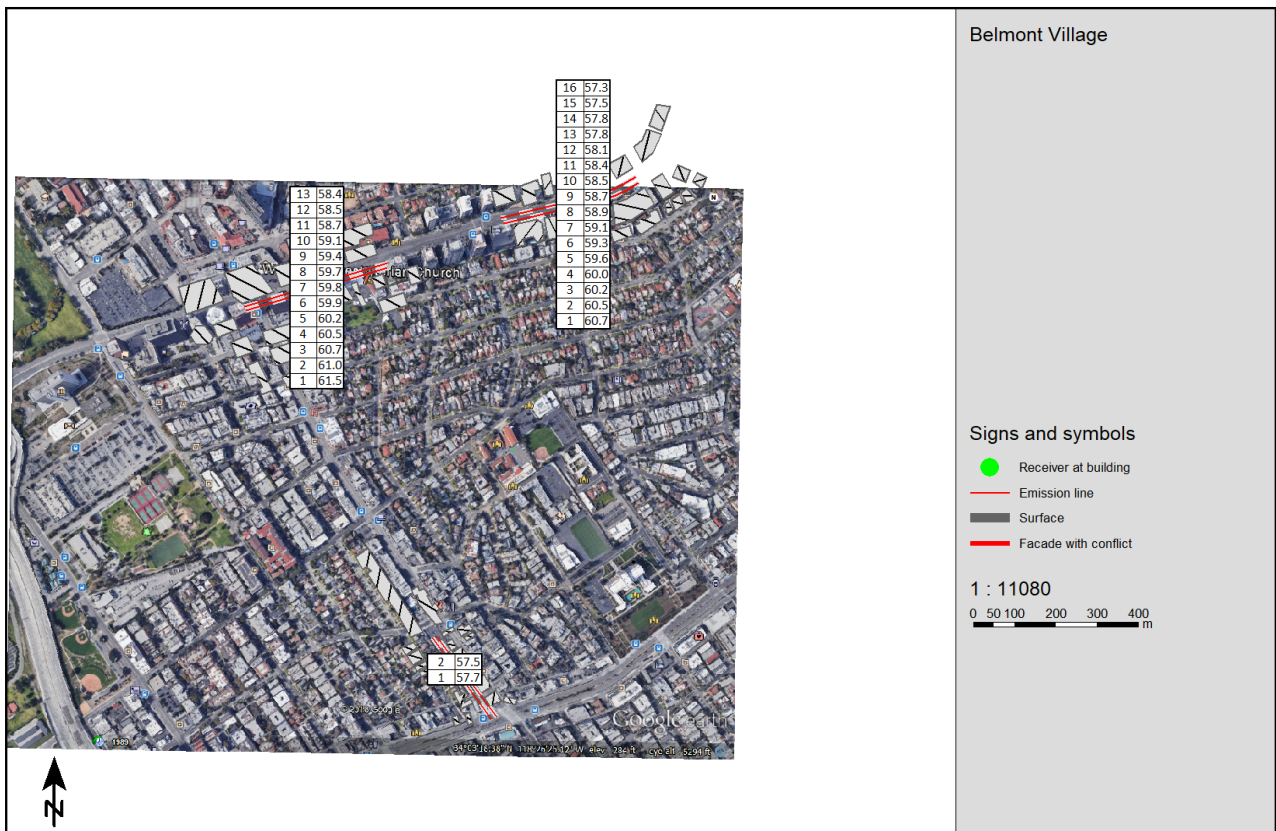 Belmont Village
16 57.3
15 57.5
14 57.8
13 57.8
12 58.1
11 58.4
10 58.5
9 58.7
8 58.9
7 59.1
6 59.3
5 59.6
4 60.0
3 60.2
2 60.5
1 60.7
13 58.4
12 58.5
11 58.7
10 59.1
9 59.4
8 59.7
7 59.8
6 59.9
5 60.2
4 60.5
3 60.7
2 61.0
1 61.5
N
W
Church
2 57.5
1 57.7
Signs and symbols
Receiver at building
Emission line
Surface
Facade with conflict
1 : 11080
0 50 100 200 300 400
m
© 2018 Google
Google earth
1989
N